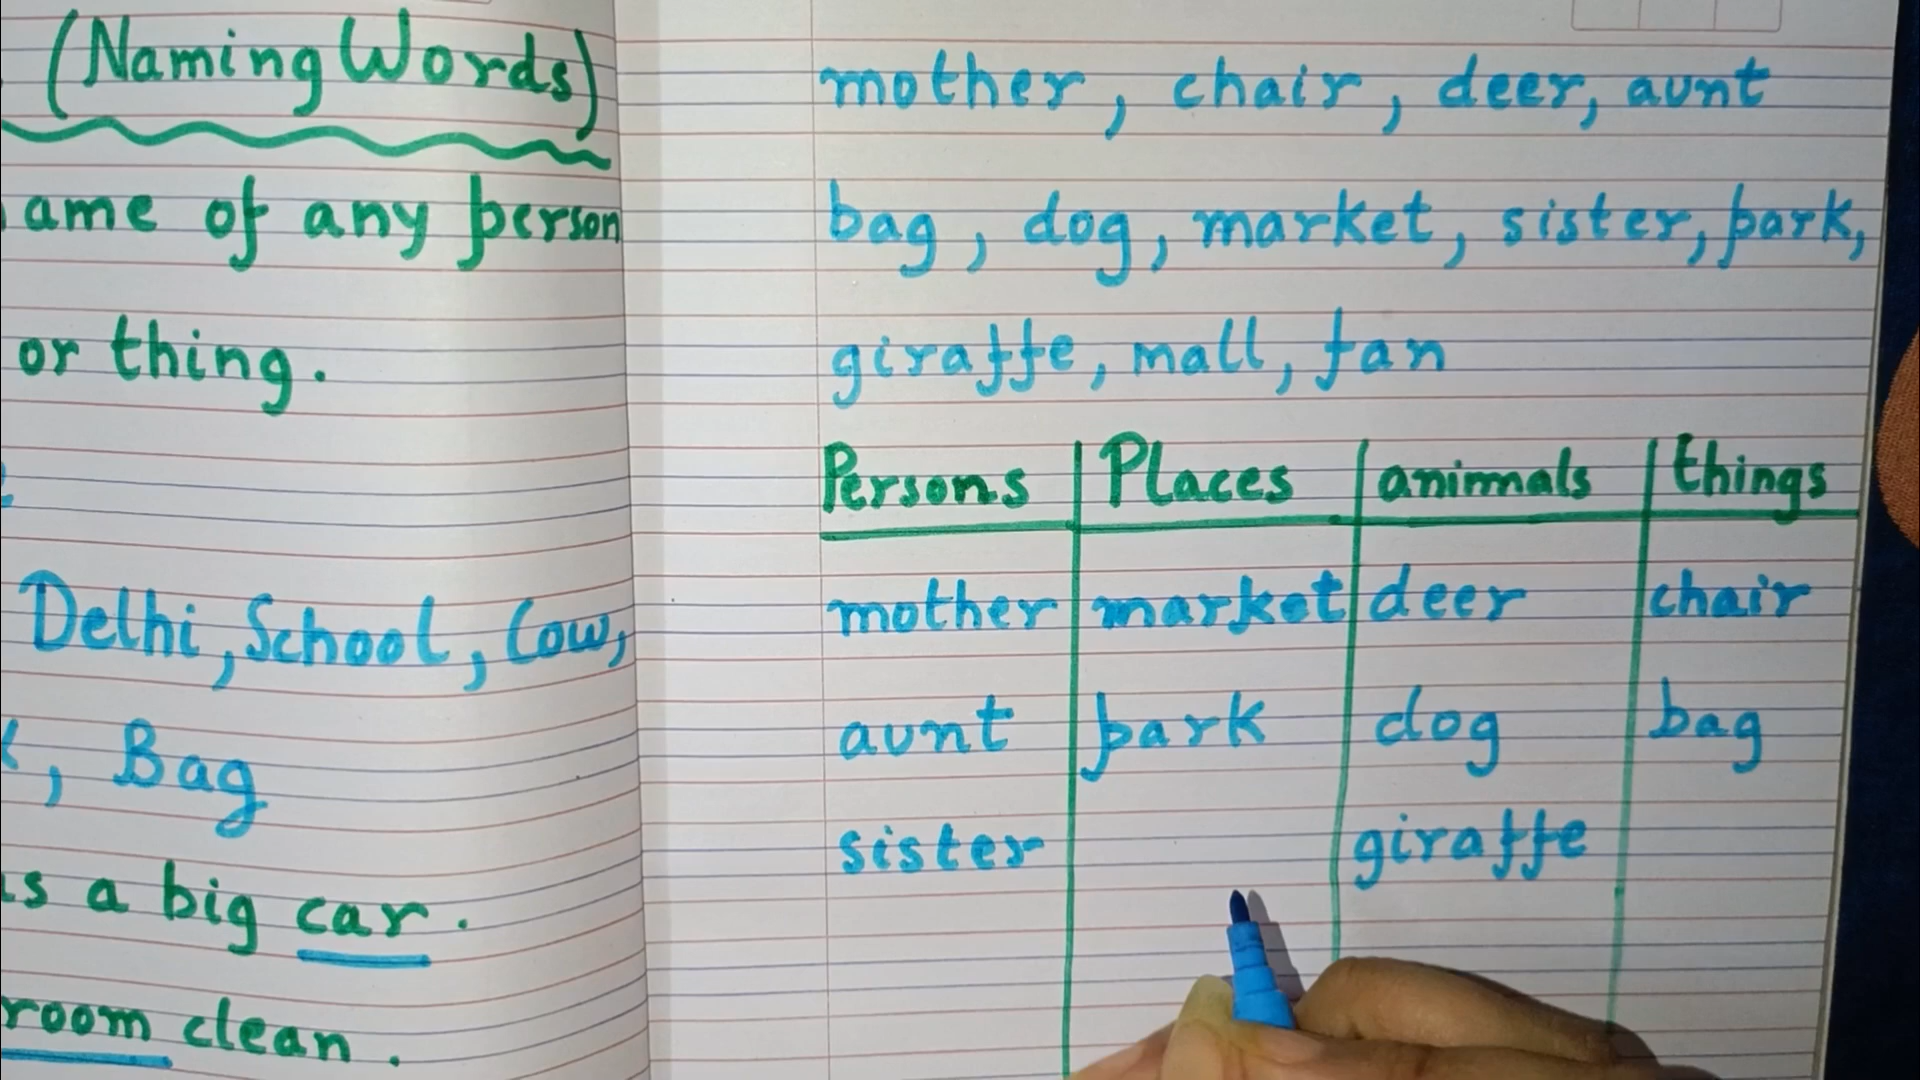 (Naming Words)
ame of any person
or thing.
Delhi, School, Cow,
, Bag
is a big car.
room clean.
mother, chair, deer, aunt
bag, dog, market, sister, park,
giraffe, mall, fan
Persons Places animals things
mother market deer chair
aunt park dog bag
sister giraffe